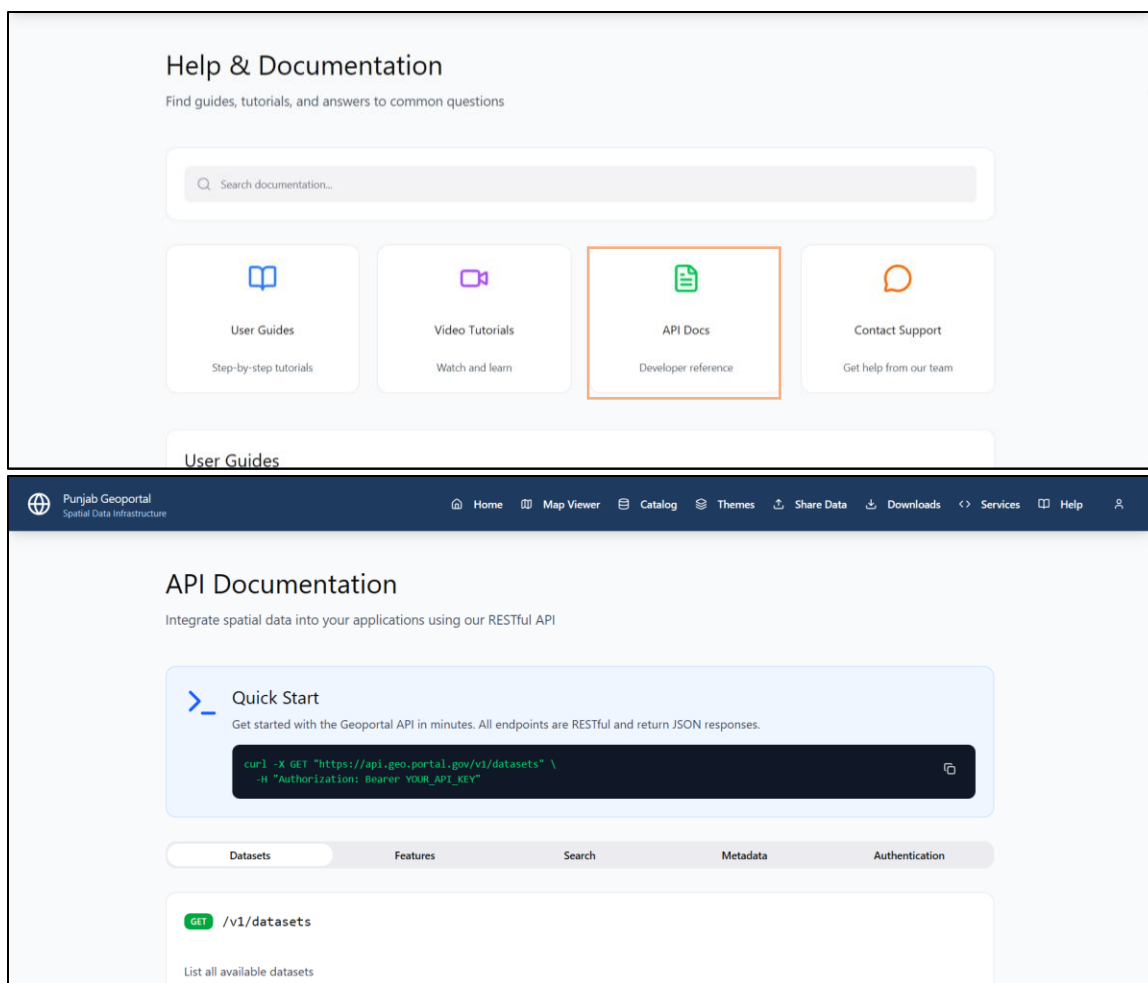 Help & Documentation
Find guides, tutorials, and answers to common questions
Search documentation...
User Guides
Step-by-step tutorials
Video Tutorials
Watch and learn
API Docs
Developer reference
Contact Support
Get help from our team
User Guides
Punjab Geoportal
Spatial Data Infrastructure
Home Map Viewer Catalog Themes Share Data Downloads Services Help
API Documentation
Integrate spatial data into your applications using our RESTful API
Quick Start
Get started with the Geoportal API in minutes. All endpoints are RESTful and return JSON responses.
curl -X GET "https://api.geo.portal.gov/v1/datasets" \
-H "Authorization: Bearer YOUR_API_KEY"
Datasets Features Search Metadata Authentication
GET /v1/datasets
List all available datasets